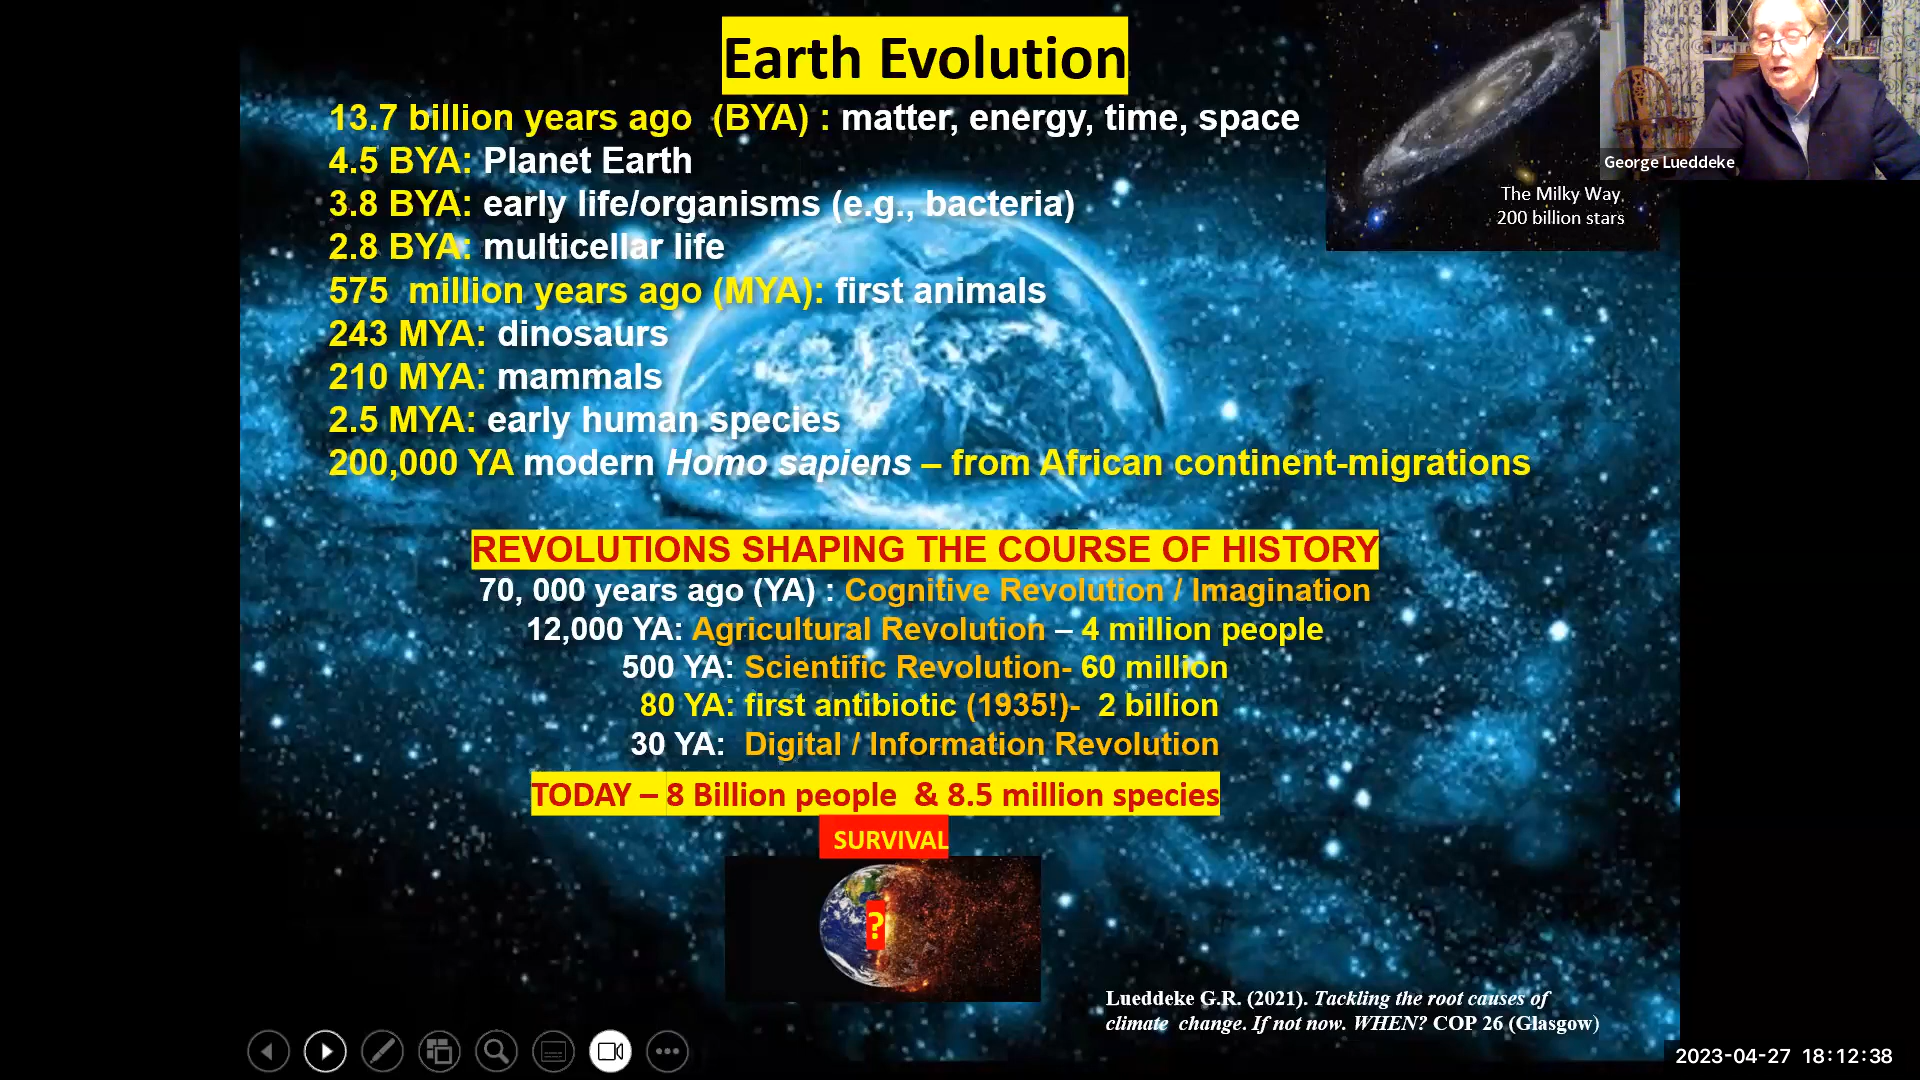 Earth Evolution
13.7 billion years ago (BYA) : matter, energy, time, space
4.5 BYA: Planet Earth
3.8 BYA: early life/organisms (e.g., bacteria)
2.8 BYA: multicellar life
575 million years ago (MYA): first animals
243 MYA: dinosaurs
210 MYA: mammals
2.5 MYA: early human species
200,000 YA modern Homo sapiens – from African continent-migrations
The Milky Way
200 billion stars
George Lueddeke
REVOLUTIONS SHAPING THE COURSE OF HISTORY
70, 000 years ago (YA) : Cognitive Revolution / Imagination
12,000 YA: Agricultural Revolution – 4 million people
500 YA: Scientific Revolution- 60 million
80 YA: first antibiotic (1935!)- 2 billion
30 YA: Digital / Information Revolution
TODAY – 8 Billion people & 8.5 million species
SURVIVAL
?
Lueddeke G.R. (2021). Tackling the root causes of
climate change. If not now. WHEN? COP 26 (Glasgow)
2023-04-27 18:12:38